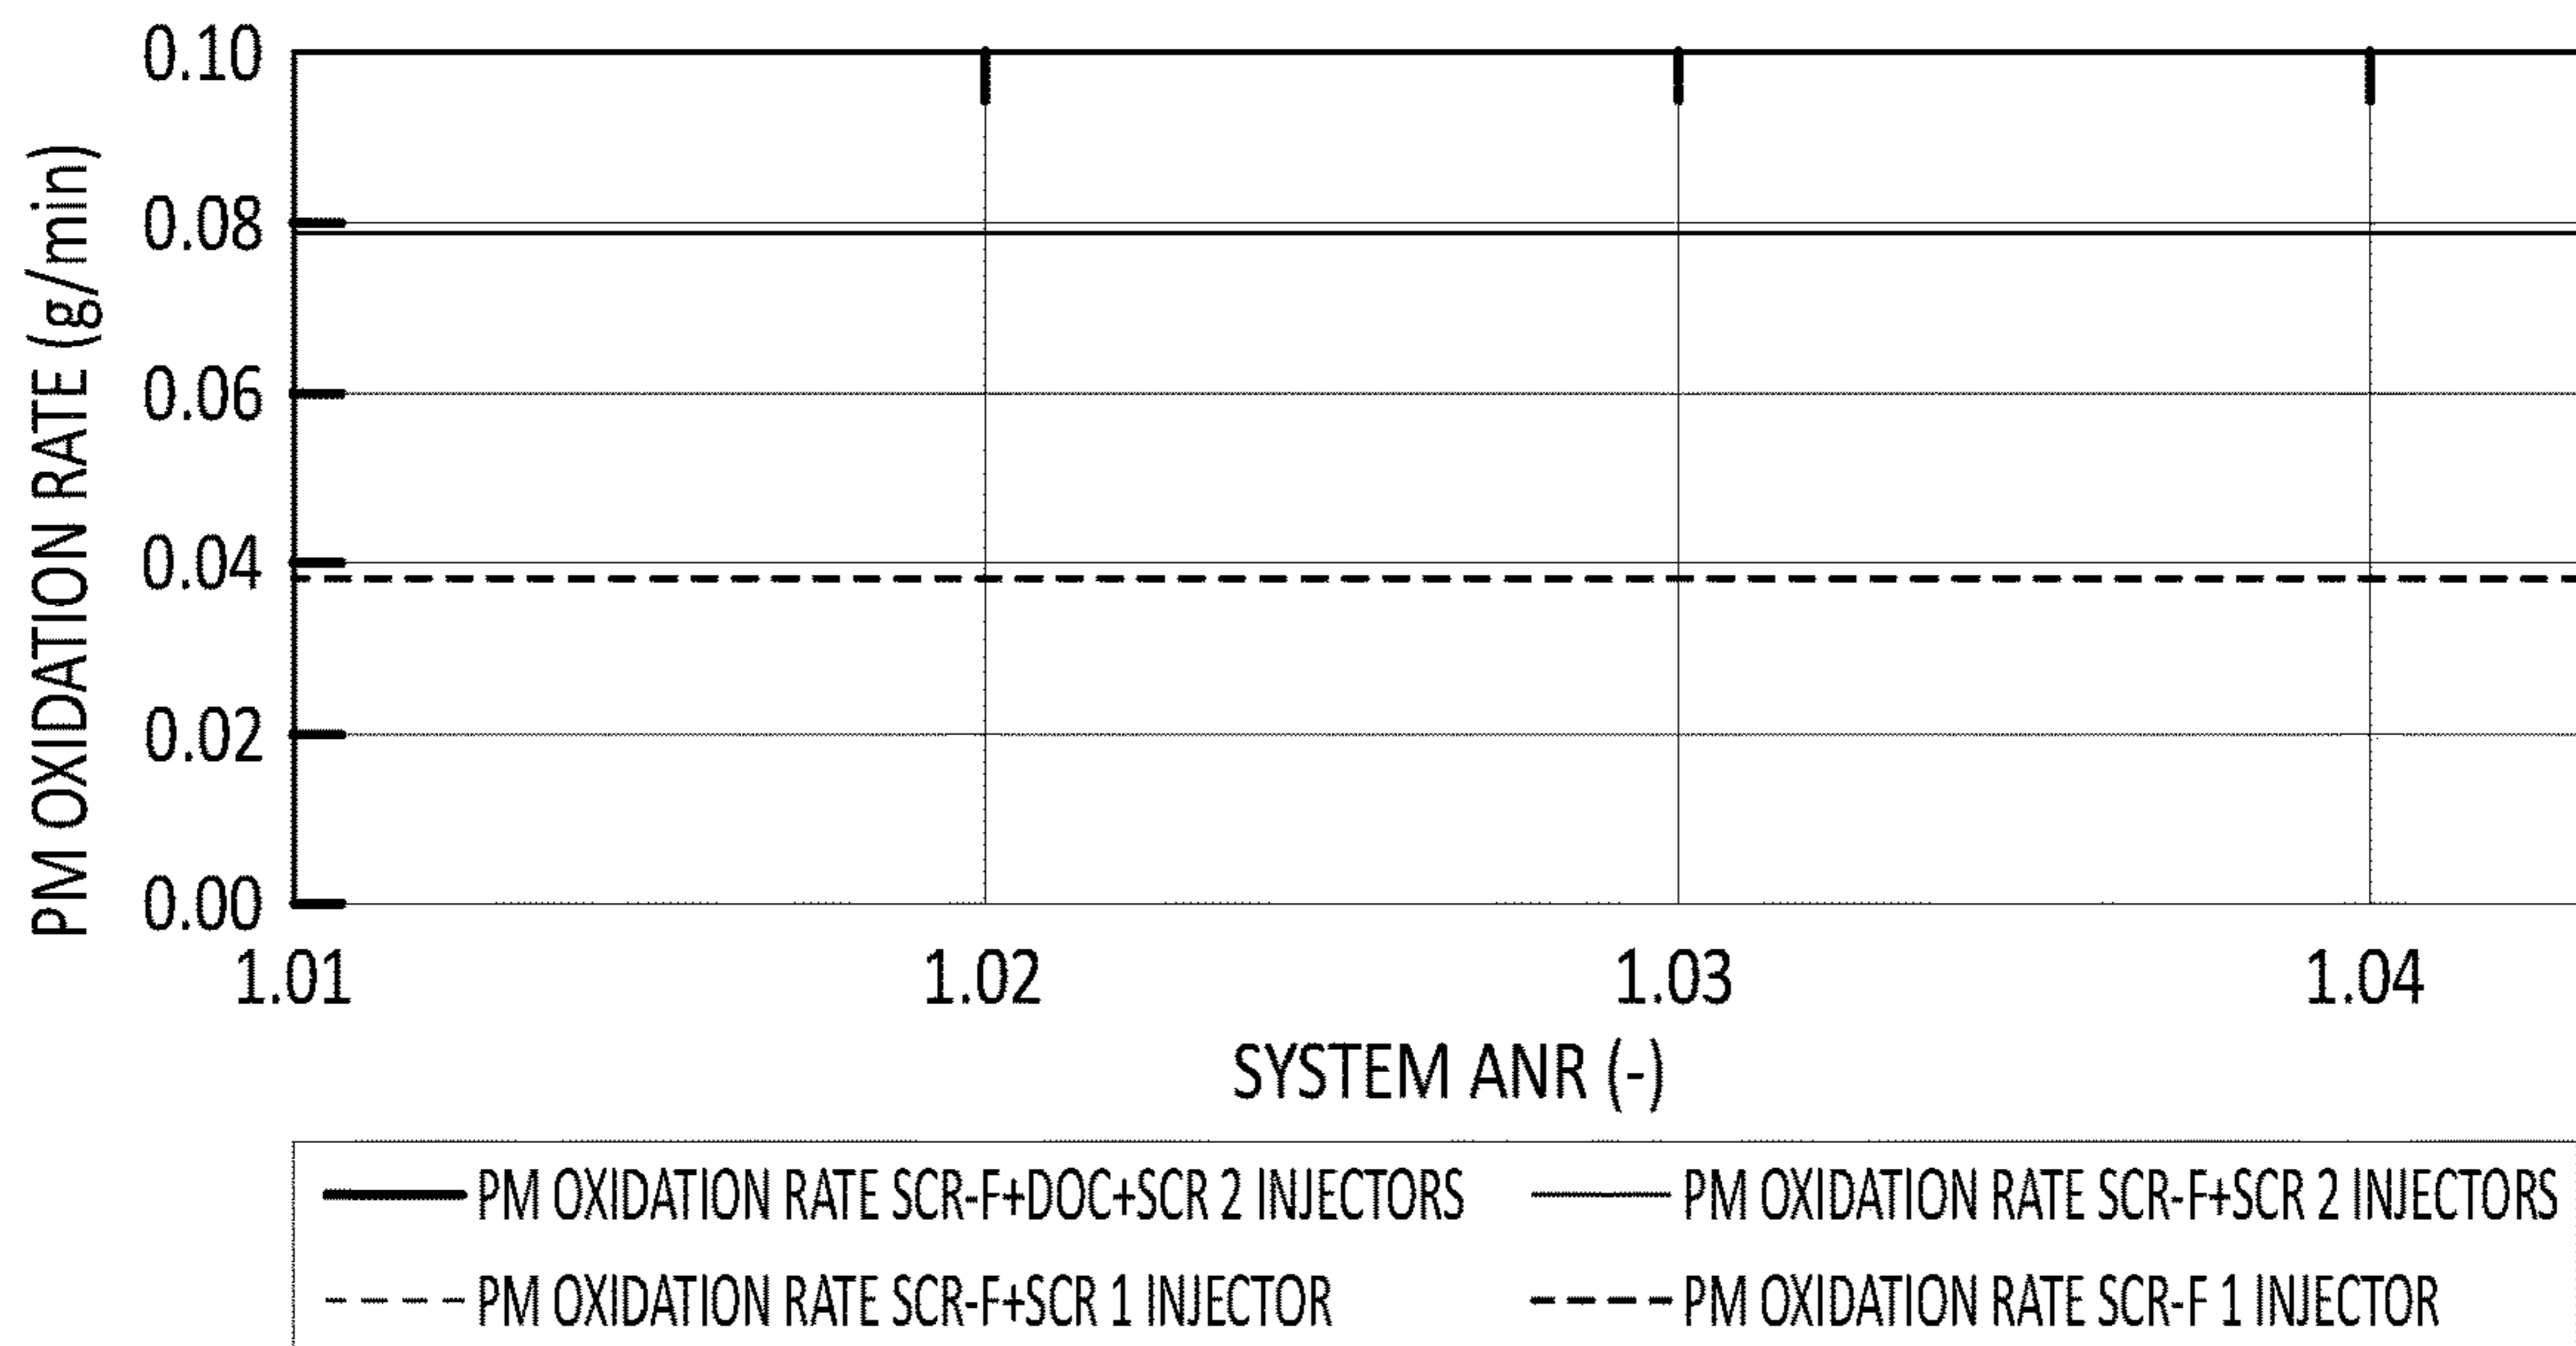 PM OXIDATION RATE (g/min)
0.10
0.08
0.06
0.04
0.02
0.00
1.01 1.02 1.03 1.04
SYSTEM ANR (-)
PM OXIDATION RATE SCR-F+DOC+SCR 2 INJECTORS PM OXIDATION RATE SCR-F+SCR 2 INJECTORS
PM OXIDATION RATE SCR-F+SCR 1 INJECTOR PM OXIDATION RATE SCR-F 1 INJECTOR